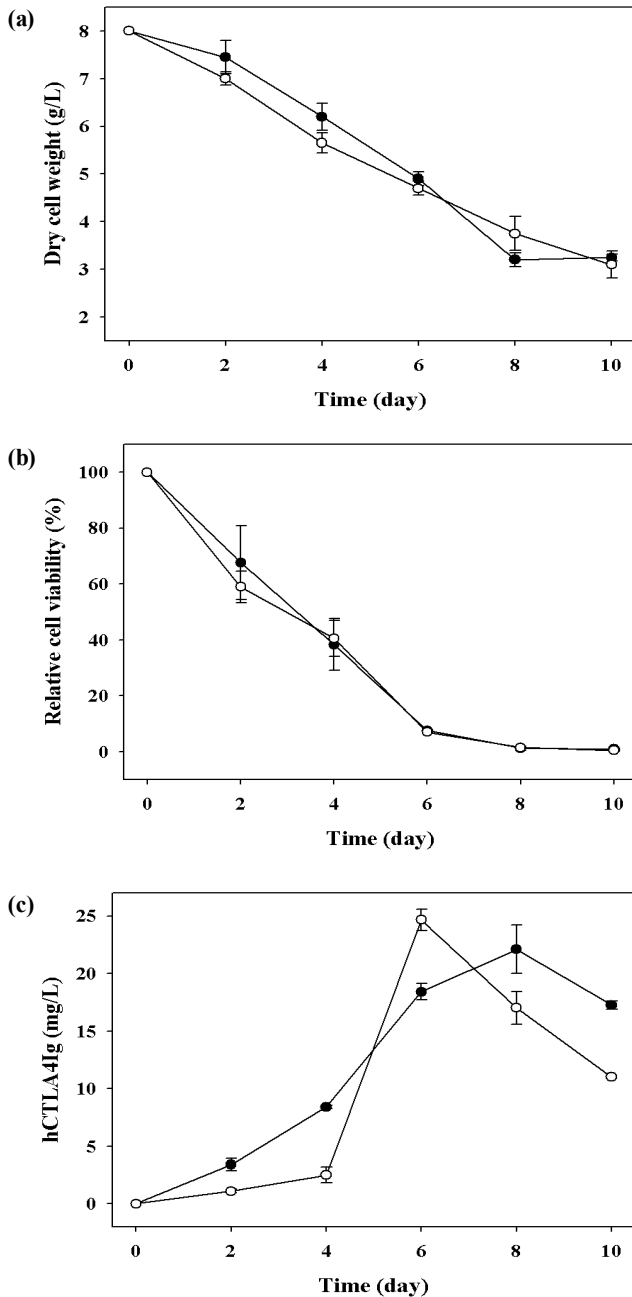 (a)
Dry cell weight (g/L)
8
7
6
5
4
3
2
0 2 4 6 8 10
Time (day)
(b)
Relative cell viability (%)
100
80
60
40
20
0
0 2 4 6 8 10
Time (day)
(c)
hCTLA4Ig (mg/L)
25
20
15
10
5
0
0 2 4 6 8 10
Time (day)